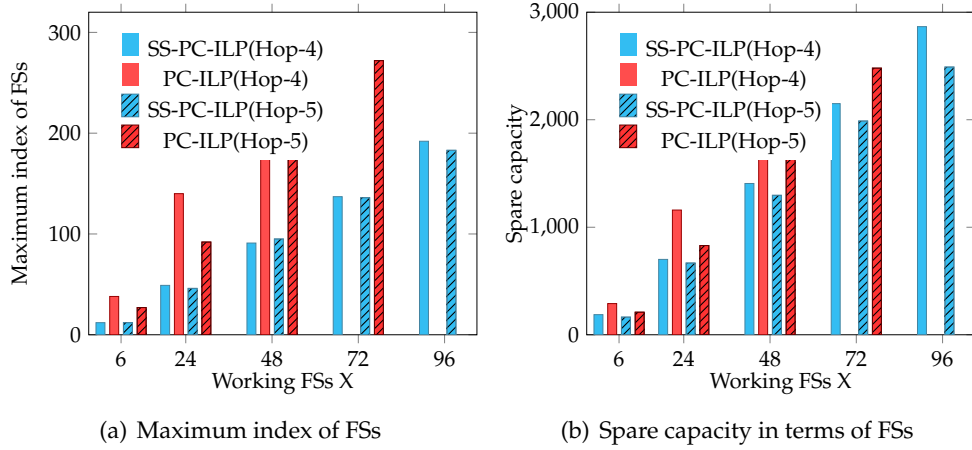 300
200
100
0
Maximum index of FSs
SS-PC-ILP(Hop-4)
PC-ILP(Hop-4)
SS-PC-ILP(Hop-5)
PC-ILP(Hop-5)
6 24 48 72 96
Working FSs X
(a) Maximum index of FSs
3,000
2,000
1,000
0
Spare capacity
SS-PC-ILP(Hop-4)
PC-ILP(Hop-4)
SS-PC-ILP(Hop-5)
PC-ILP(Hop-5)
6 24 48 72 96
Working FSs X
(b) Spare capacity in terms of FSs